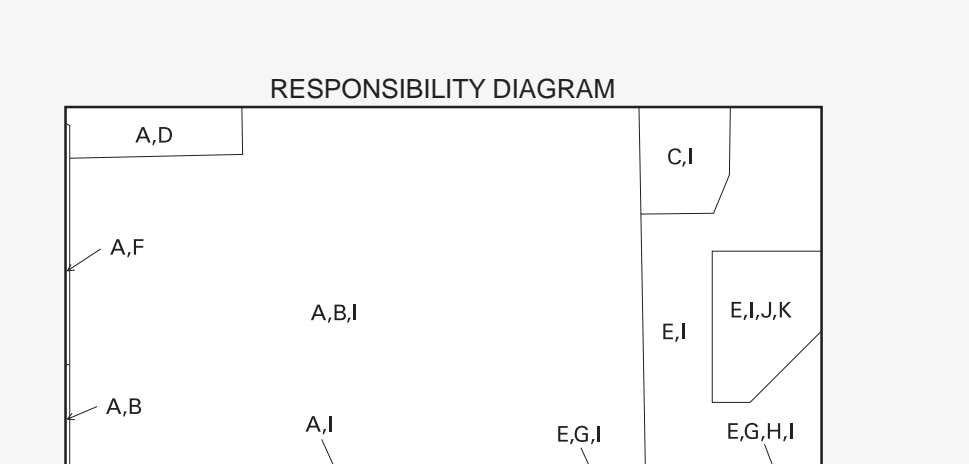 RESPONSIBILITY DIAGRAM
A,D
C,I
A,F
A,B,I
E,I,J,K
E,I
A,B
A,I
E,G,I
E,G,H,I